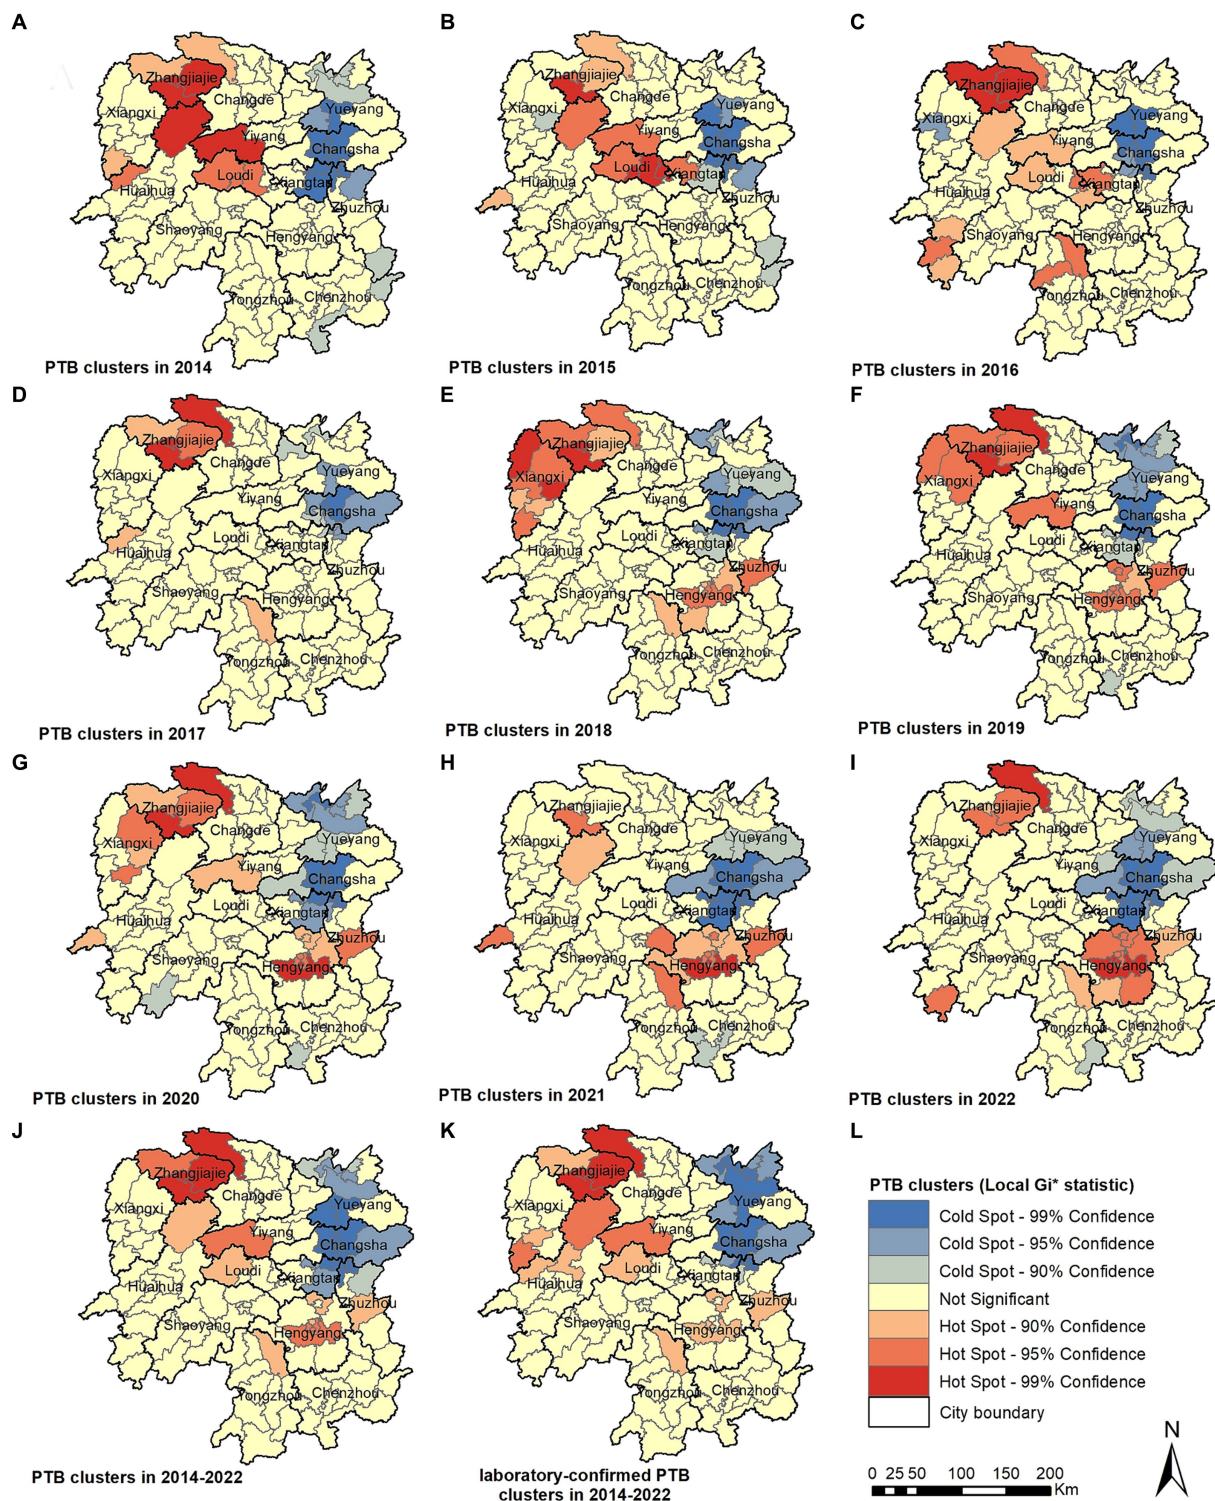 A
B
C
Zhangjiajie
Changde
Xiangxi
Yueyang
Yiyang
Changsha
Loudi
Xiangtan
Huaihua
Zhuzhou
Shaoyang
Hengyang
Yongzhou
Chenzhou
PTB clusters in 2014
Zhangjiajie
Changde
Xiangxi
Yueyang
Yiyang
Changsha
Loudi
Xiangtan
Huaihua
Zhuzhou
Shaoyang
Hengyang
Yongzhou
Chenzhou
PTB clusters in 2015
Zhangjiajie
Changde
Xiangxi
Yueyang
Yiyang
Changsha
Loudi
Xiangtan
Huaihua
Zhuzhou
Shaoyang
Hengyang
Yongzhou
Chenzhou
PTB clusters in 2016
D
E
F
Zhangjiajie
Changde
Xiangxi
Yueyang
Yiyang
Changsha
Loudi
Xiangtan
Huaihua
Zhuzhou
Shaoyang
Hengyang
Yongzhou
Chenzhou
PTB clusters in 2017
Zhangjiajie
Changde
Xiangxi
Yueyang
Yiyang
Changsha
Loudi
Xiangtan
Huaihua
Zhuzhou
Shaoyang
Hengyang
Yongzhou
Chenzhou
PTB clusters in 2018
Zhangjiajie
Changde
Xiangxi
Yueyang
Yiyang
Changsha
Loudi
Xiangtan
Huaihua
Zhuzhou
Shaoyang
Hengyang
Yongzhou
Chenzhou
PTB clusters in 2019
G
H
I
Zhangjiajie
Changde
Xiangxi
Yueyang
Yiyang
Changsha
Loudi
Xiangtan
Huaihua
Zhuzhou
Shaoyang
Hengyang
Yongzhou
Chenzhou
PTB clusters in 2020
Zhangjiajie
Changde
Xiangxi
Yueyang
Yiyang
Changsha
Loudi
Xiangtan
Huaihua
Zhuzhou
Shaoyang
Hengyang
Yongzhou
Chenzhou
PTB clusters in 2021
Zhangjiajie
Changde
Xiangxi
Yueyang
Yiyang
Changsha
Loudi
Xiangtan
Huaihua
Zhuzhou
Shaoyang
Hengyang
Yongzhou
Chenzhou
PTB clusters in 2022
J
K
L
Zhangjiajie
Changde
Xiangxi
Yueyang
Yiyang
Changsha
Loudi
Xiangtan
Huaihua
Zhuzhou
Shaoyang
Hengyang
Yongzhou
Chenzhou
PTB clusters in 2014-2022
Zhangjiajie
Changde
Xiangxi
Yueyang
Yiyang
Changsha
Loudi
Xiangtan
Huaihua
Zhuzhou
Shaoyang
Hengyang
Yongzhou
Chenzhou
laboratory-confirmed PTB
clusters in 2014-2022
PTB clusters (Local Gi* statistic)
Cold Spot - 99% Confidence
Cold Spot - 95% Confidence
Cold Spot - 90% Confidence
Not Significant
Hot Spot - 90% Confidence
Hot Spot - 95% Confidence
Hot Spot - 99% Confidence
City boundary
N
0 25 50 100 150 200
Km